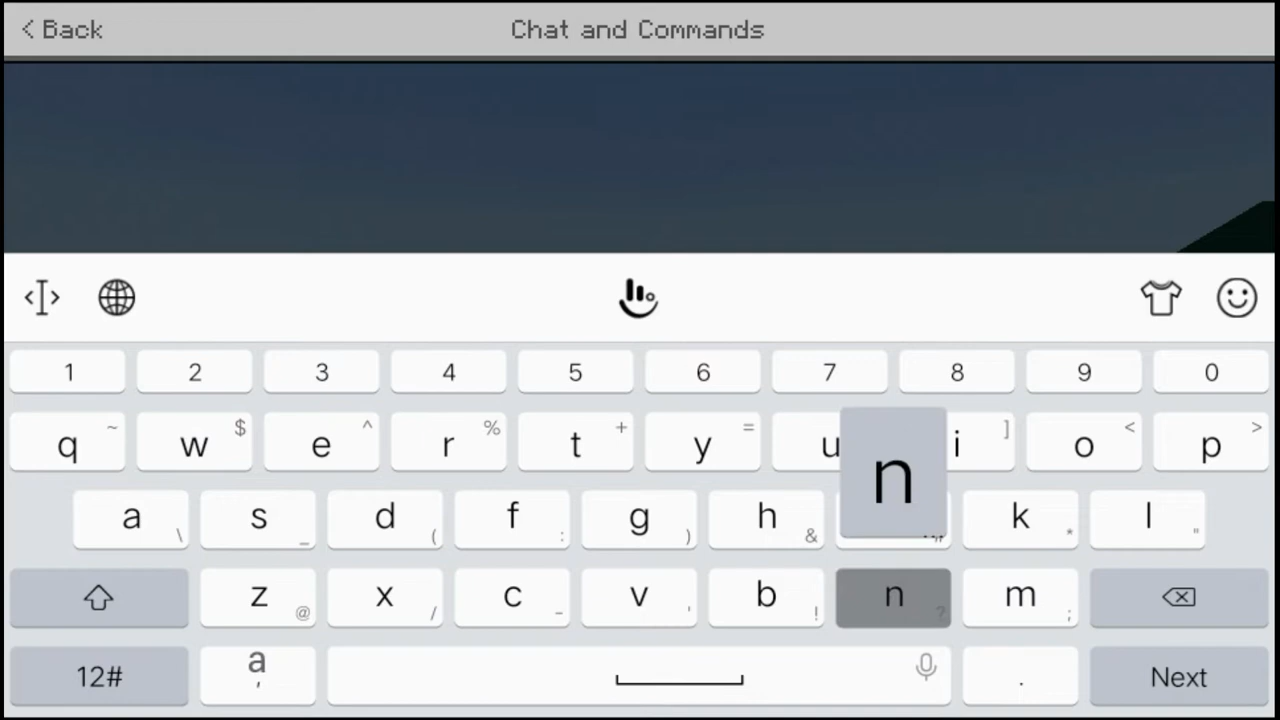 < Back
Chat and Commands
1 2 3 4 5 6 7 8 9 0
q ~ w $ e ^ r % t + y = u n i ] o < p >
a \ s _ d ( f : g ) h & k * l "
z @ x / c - v ' b ! n ? m ;
12# a , . Next